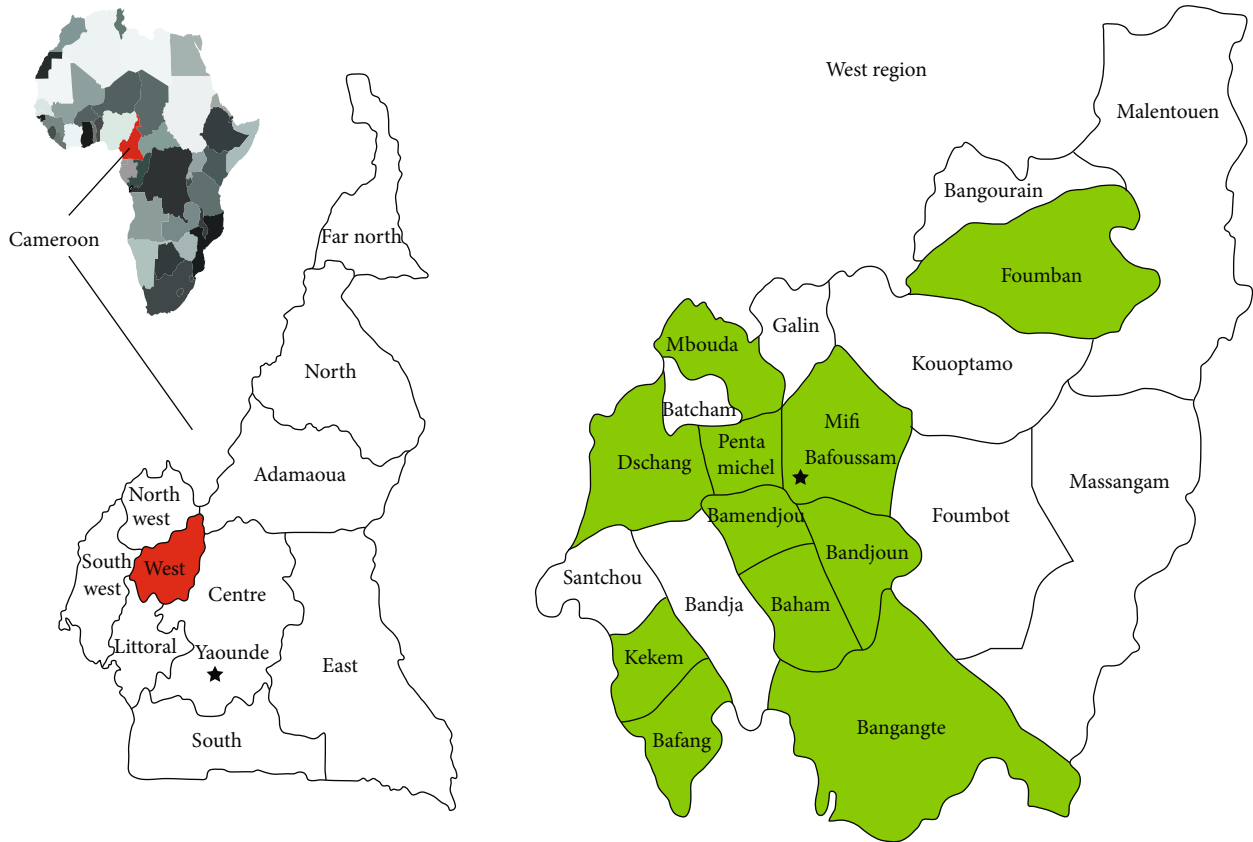 Cameroon
Far north
North
Adamaoua
North
west
South
west
West
Centre
Littoral
Yaounde
East
South
West region
Malentouen
Bangourain
Foumban
Galin
Mbouda
Kouoptamo
Batcham
Mifi
Bafoussam
Penta
michel
Dschang
Massangam
Foumbot
Bamendjou
Bandjoun
Santchou
Bandja
Baham
Kekem
Bafang
Bangangte